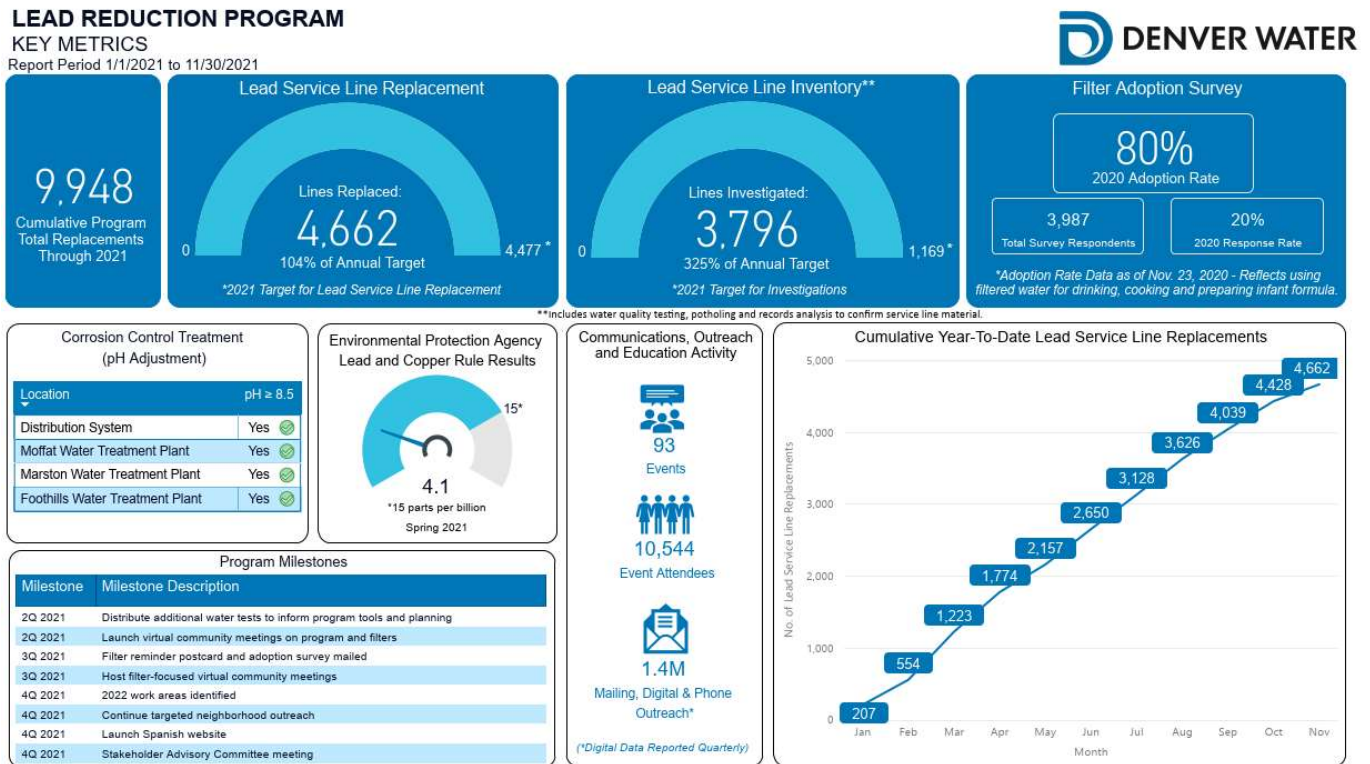 LEAD REDUCTION PROGRAM
KEY METRICS
Report Period 1/1/2021 to 11/30/2021
DENVER WATER
9,948
Cumulative Program
Total Replacements
Through 2021
Lead Service Line Replacement
Lines Replaced:
4,662
104% of Annual Target
0
4,477 *
*2021 Target for Lead Service Line Replacement
Lead Service Line Inventory**
Lines Investigated:
3,796
325% of Annual Target
0
1,169 *
*2021 Target for Investigations
Filter Adoption Survey
80%
2020 Adoption Rate
3,987
Total Survey Respondents
20%
2020 Response Rate
*Adoption Rate Data as of Nov. 23, 2020 - Reflects using
filtered water for drinking, cooking and preparing infant formula.
**Includes water quality testing, potholing and records analysis to confirm service line material.
Corrosion Control Treatment
(pH Adjustment)
Location pH ≥ 8.5
Distribution System Yes
Moffat Water Treatment Plant Yes
Marston Water Treatment Plant Yes
Foothills Water Treatment Plant Yes
Environmental Protection Agency
Lead and Copper Rule Results
15*
4.1
*15 parts per billion
Spring 2021
Program Milestones
Milestone Milestone Description
2Q 2021 Distribute additional water tests to inform program tools and planning
2Q 2021 Launch virtual community meetings on program and filters
3Q 2021 Filter reminder postcard and adoption survey mailed
3Q 2021 Host filter-focused virtual community meetings
4Q 2021 2022 work areas identified
4Q 2021 Continue targeted neighborhood outreach
4Q 2021 Launch Spanish website
4Q 2021 Stakeholder Advisory Committee meeting
Communications, Outreach
and Education Activity
93
Events
10,544
Event Attendees
1.4M
Mailing, Digital & Phone
Outreach*
(*Digital Data Reported Quarterly)
Cumulative Year-To-Date Lead Service Line Replacements
No. of Lead Service Line Replacements
5,000
4,000
3,000
2,000
1,000
0
207
554
1,223
1,774
2,157
2,650
3,128
3,626
4,039
4,428
4,662
Jan Feb Mar Apr May Jun Jul Aug Sep Oct Nov
Month